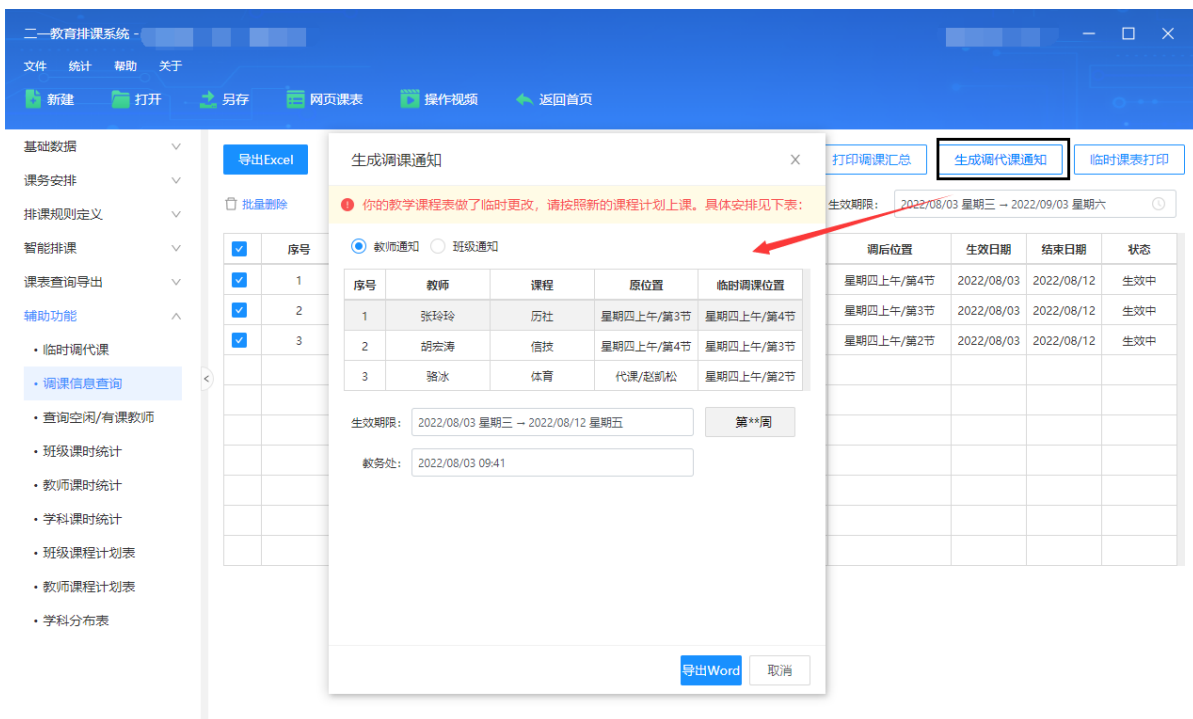 二一教育排课系统 -
文件 统计 帮助 关于
新建 打开 另存 网页课表 操作视频 返回首页
基础数据
课务安排
排课规则定义
智能排课
课表查询导出
辅助功能
• 临时调代课
• 调课信息查询
• 查询空闲/有课教师
• 班级课时统计
• 教师课时统计
• 学科课时统计
• 班级课程计划表
• 教师课程计划表
• 学科分布表
导出Excel
打印调课汇总 生成调代课通知 临时课表打印
批量删除
生效期限： 2022/08/03 星期三 → 2022/09/03 星期六
序号 调后位置 生效日期 结束日期 状态
1 星期四上午/第4节 2022/08/03 2022/08/12 生效中
2 星期四上午/第3节 2022/08/03 2022/08/12 生效中
3 星期四上午/第2节 2022/08/03 2022/08/12 生效中
生成调课通知
你的教学课程表做了临时更改，请按照新的课程计划上课。具体安排见下表：
教师通知 班级通知
序号 教师 课程 原位置 临时调课位置
1 张玲玲 历社 星期四上午/第3节 星期四上午/第4节
2 胡宏涛 信技 星期四上午/第4节 星期四上午/第3节
3 骆冰 体育 代课/赵凯松 星期四上午/第2节
生效期限： 2022/08/03 星期三 → 2022/08/12 星期五 第**周
教务处： 2022/08/03 09:41
导出Word 取消